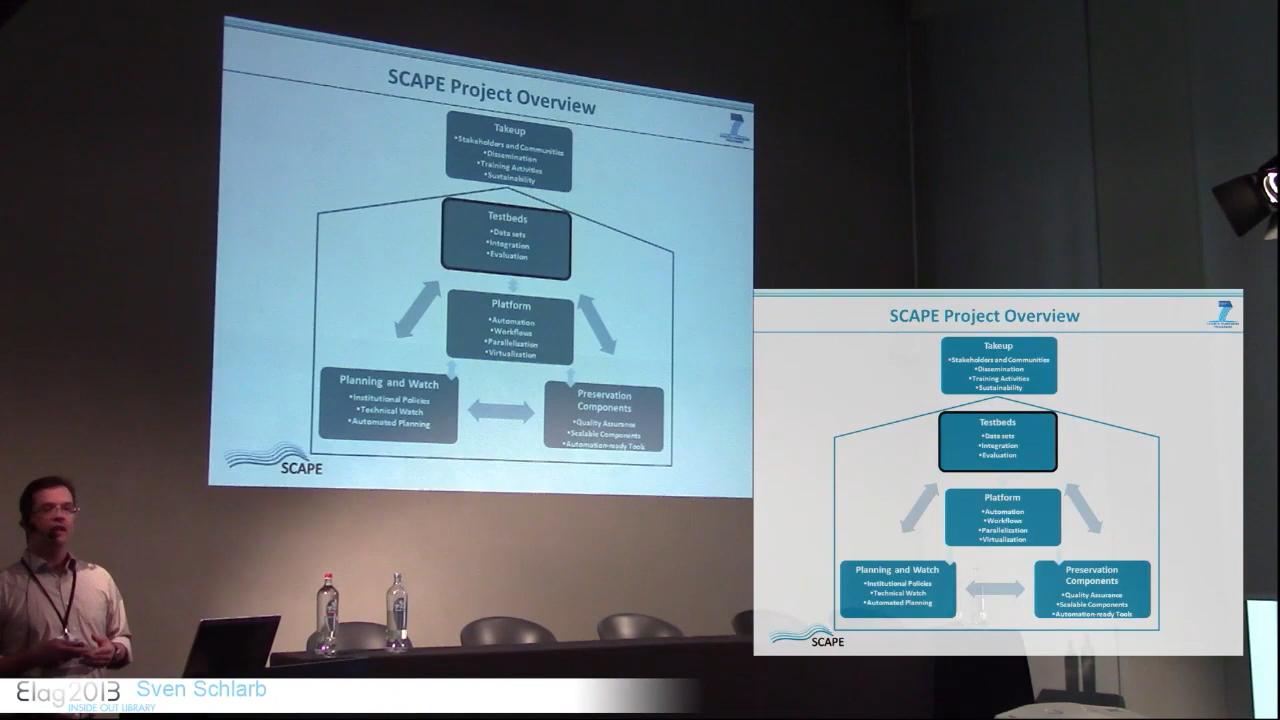 SCAPE Project Overview
Takeup
•Stakeholders and Communities
•Dissemination
•Training Activities
•Sustainability
Testbeds
•Data sets
•Integration
•Evaluation
Platform
•Automation
•Workflows
•Parallelization
•Virtualization
Planning and Watch
•Institutional Policies
•Technical Watch
•Automated Planning
Preservation
Components
•Quality Assurance
•Scalable Components
•Automation-ready Tools
SCAPE
SCAPE Project Overview
Takeup
•Stakeholders and Communities
•Dissemination
•Training Activities
•Sustainability
Testbeds
•Data sets
•Integration
•Evaluation
Platform
•Automation
•Workflows
•Parallelization
•Virtualization
Planning and Watch
•Institutional Policies
•Technical Watch
•Automated Planning
Preservation
Components
•Quality Assurance
•Scalable Components
•Automation-ready Tools
SCAPE
Elag2013 Sven Schlarb
INSIDE OUT LIBRARY